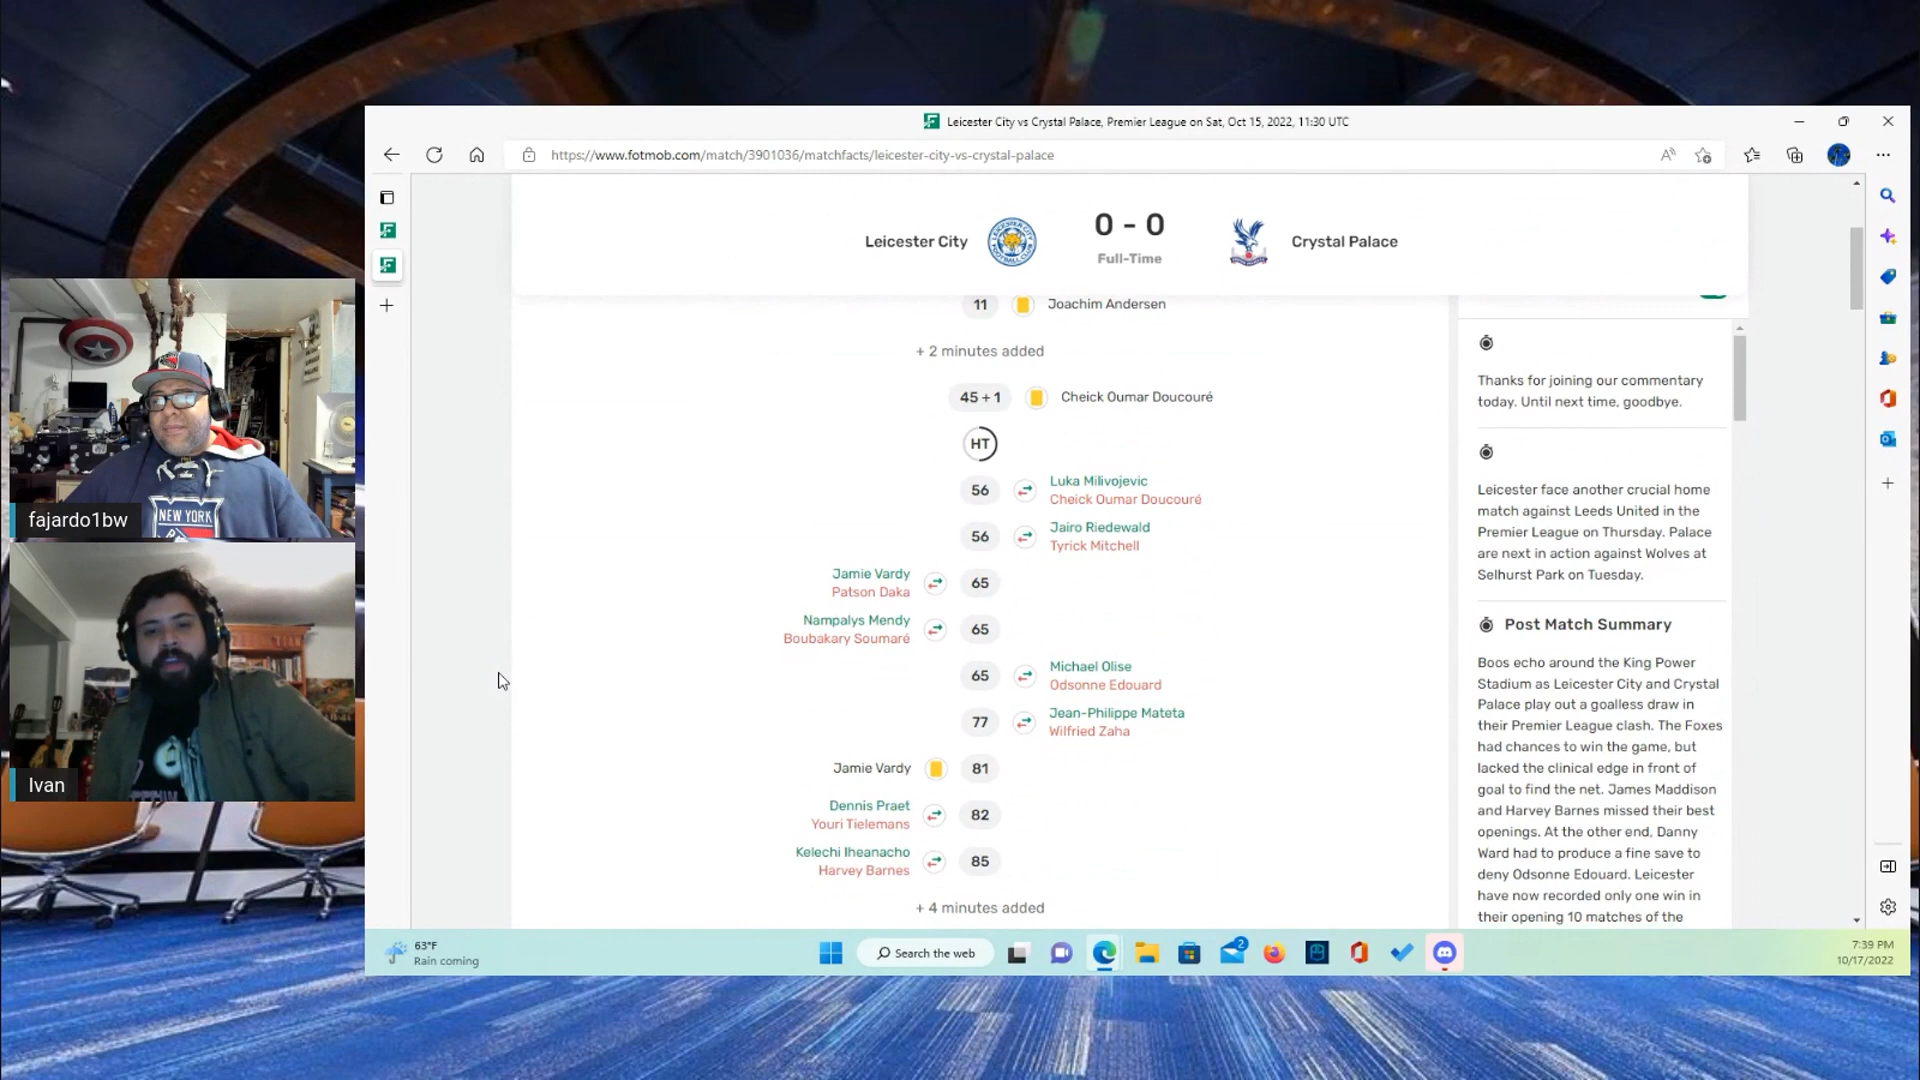 Leicester City vs Crystal Palace, Premier League on Sat, Oct 15, 2022, 11:30 UTC
https://www.fotmob.com/match/3901036/matchfacts/leicester-city-vs-crystal-palace
Leicester City
0 - 0
Full-Time
Crystal Palace
11 Joachim Andersen
+ 2 minutes added
45 + 1 Cheick Oumar Doucouré
HT
56 Luka Milivojevic
Cheick Oumar Doucouré
56 Jairo Riedewald
Tyrick Mitchell
Jamie Vardy 65
Patson Daka
Nampalys Mendy 65
Boubakary Soumaré
65 Michael Olise
Odsonne Edouard
77 Jean-Philippe Mateta
Wilfried Zaha
Jamie Vardy 81
Dennis Praet 82
Youri Tielemans
Kelechi Iheanacho 85
Harvey Barnes
+ 4 minutes added
Thanks for joining our commentary
today. Until next time, goodbye.
Leicester face another crucial home
match against Leeds United in the
Premier League on Thursday. Palace
are next in action against Wolves at
Selhurst Park on Tuesday.
Post Match Summary
Boos echo around the King Power
Stadium as Leicester City and Crystal
Palace play out a goalless draw in
their Premier League clash. The Foxes
had chances to win the game, but
lacked the clinical edge in front of
goal to find the net. James Maddison
and Harvey Barnes missed their best
openings. At the other end, Danny
Ward had to produce a fine save to
deny Odsonne Edouard. Leicester
have now recorded only one win in
their opening 10 matches of the
NEW YORK
fajardo1bw
Ivan
63°F
Rain coming
Search the web
2
7:39 PM
10/17/2022